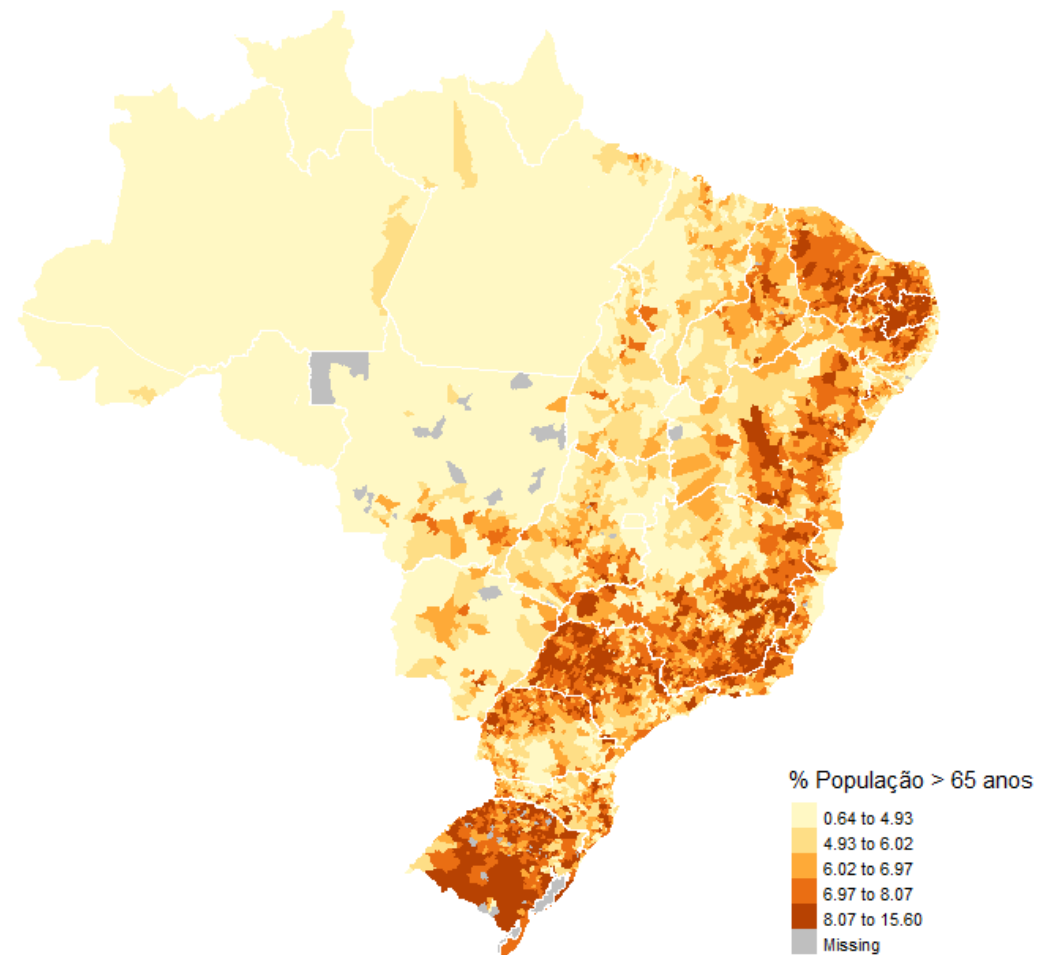 % População > 65 anos
0.64 to 4.93
4.93 to 6.02
6.02 to 6.97
6.97 to 8.07
8.07 to 15.60
Missing